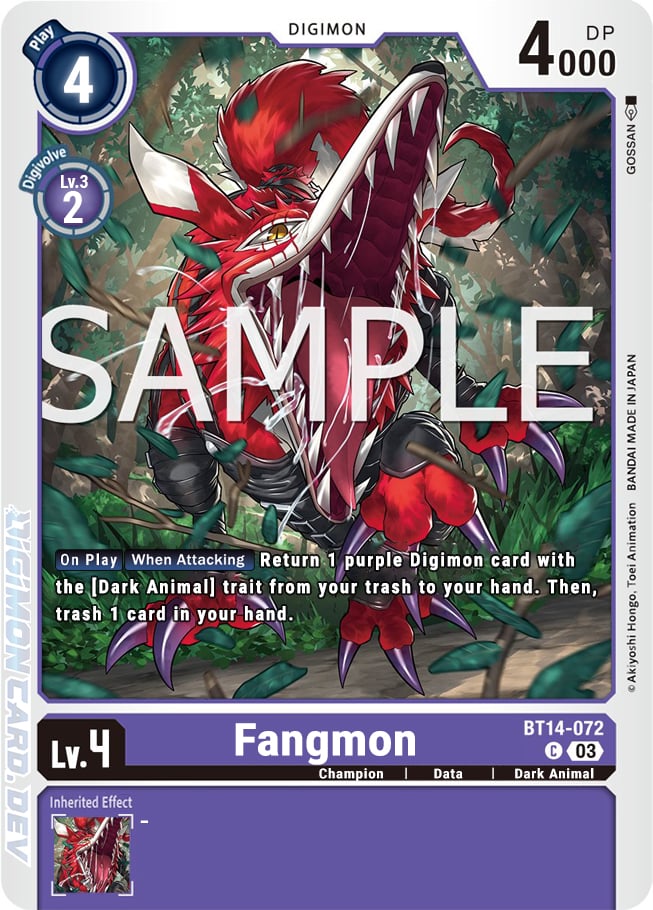 DIGIMON
Play
4
DP
4000
Digivolve
Lv.3
2
GOSSAN
SAMPLE
BANDAI MADE IN JAPAN
© Akiyoshi Hongo, Toei Animation
On Play When Attacking Return 1 purple Digimon card with
the [Dark Animal] trait from your trash to your hand. Then,
trash 1 card in your hand.
DIGIMONCARD.DEV
Lv.4
Fangmon
BT14-072
C 03
Champion | Data | Dark Animal
Inherited Effect
-